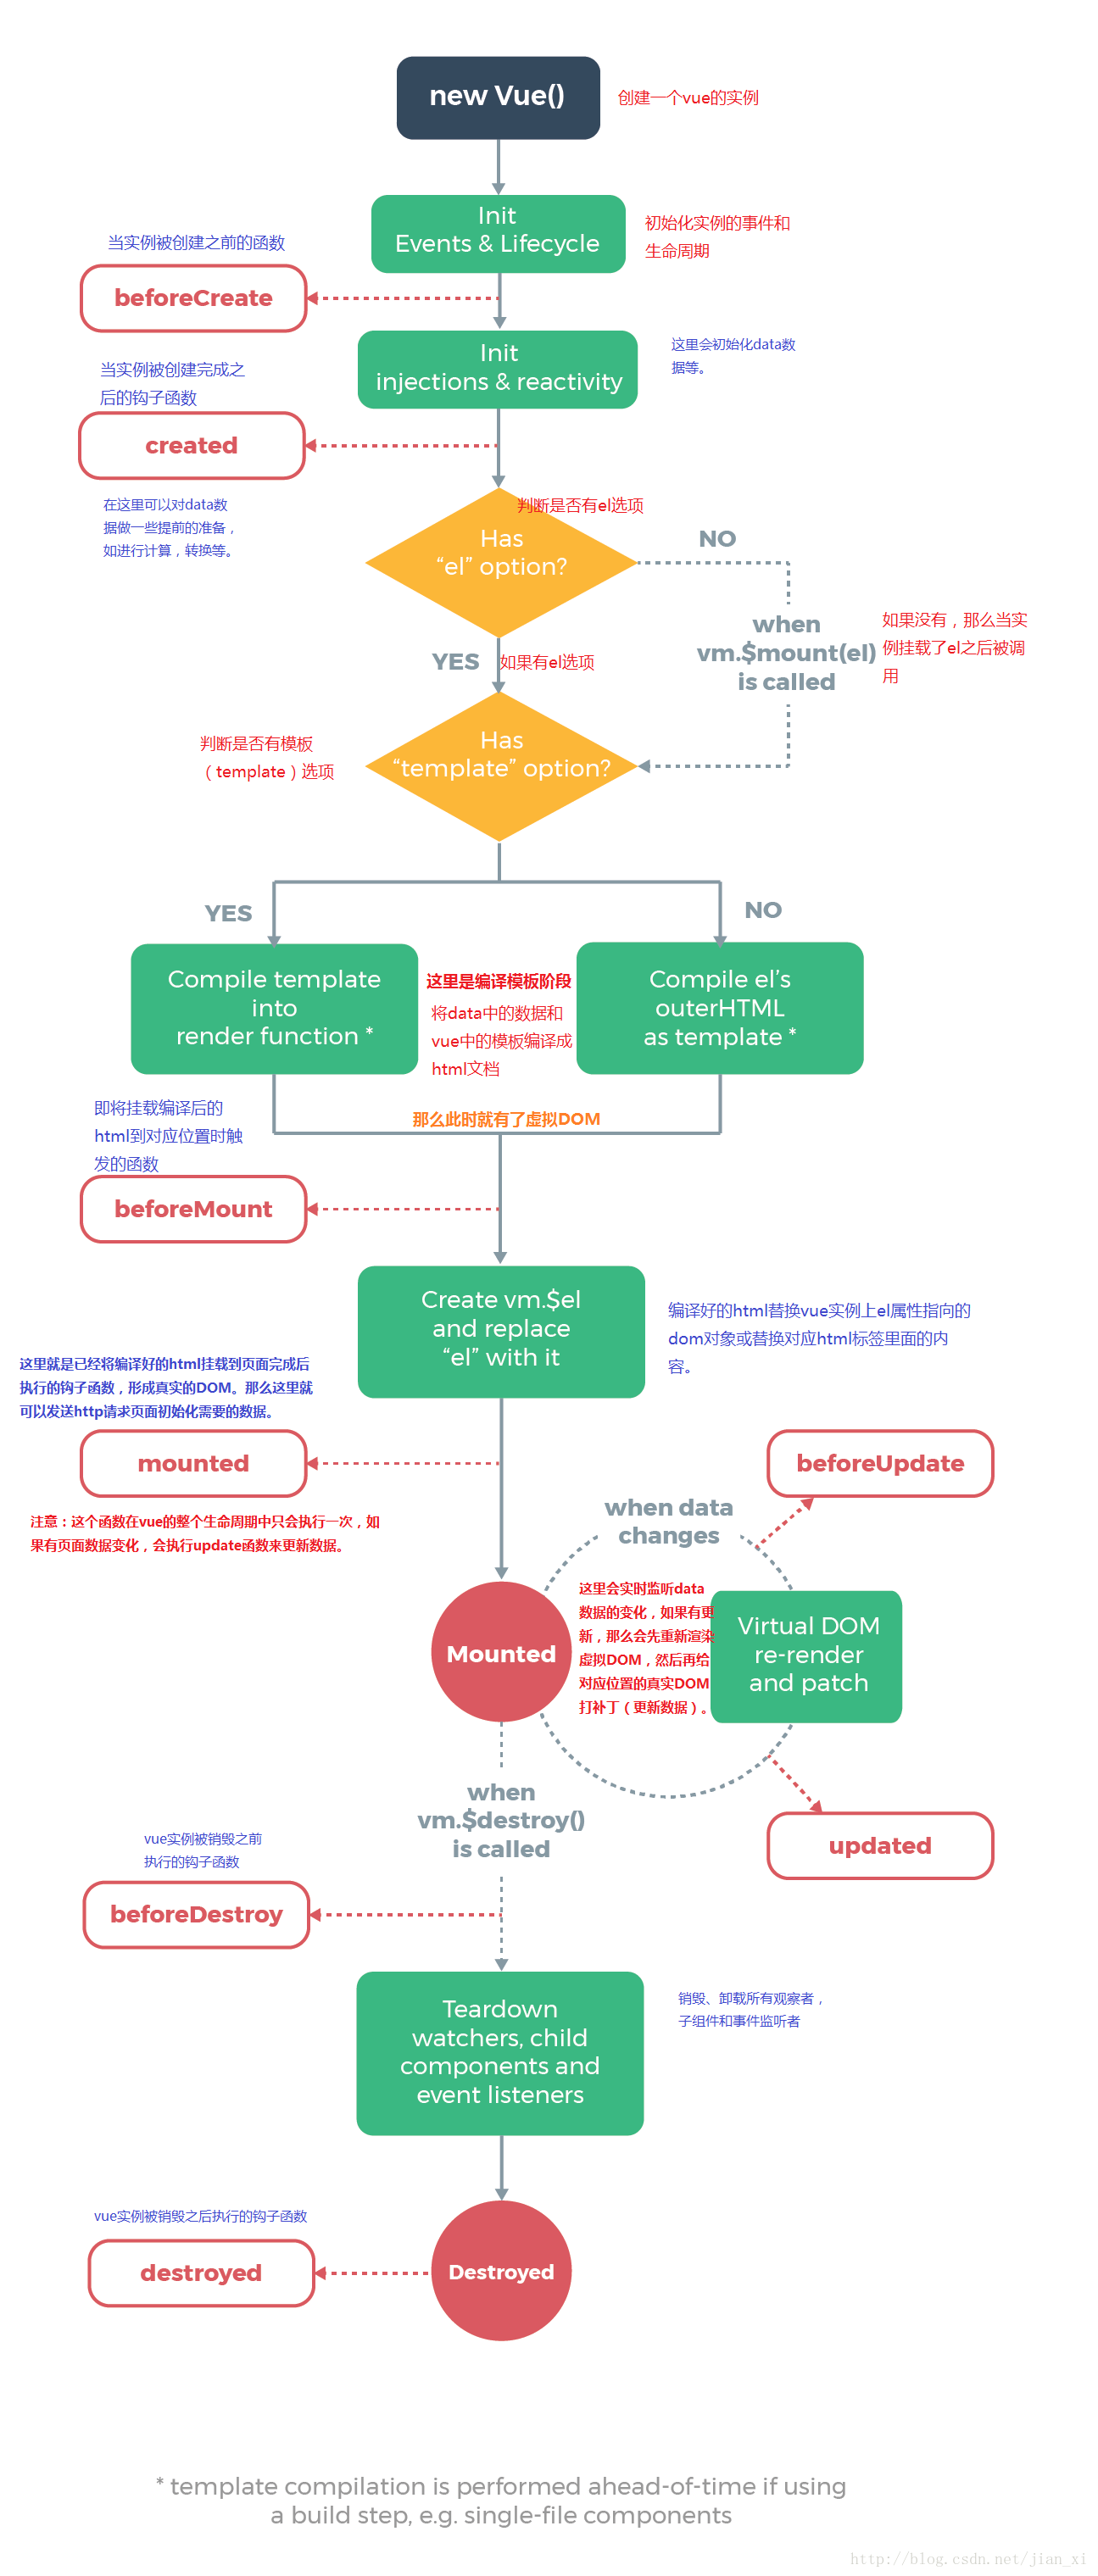 new Vue()
创建一个vue的实例
Init
Events & Lifecycle
初始化实例的事件和
生命周期
当实例被创建之前的函数
beforeCreate
Init
injections & reactivity
这里会初始化data数
据等。
当实例被创建完成之
后的钩子函数
created
在这里可以对data数
据做一些提前的准备，
如进行计算，转换等。
判断是否有el选项
Has
“el” option?
NO
when
vm.$mount(el)
is called
如果没有，那么当实
例挂载了el之后被调
用
YES
如果有el选项
判断是否有模板
（template）选项
Has
“template” option?
YES
NO
Compile template
into
render function *
这里是编译模板阶段
将data中的数据和
vue中的模板编译成
html文档
Compile el’s
outerHTML
as template *
那么此时就有了虚拟DOM
即将挂载编译后的
html到对应位置时触
发的函数
beforeMount
Create vm.$el
and replace
“el” with it
编译好的html替换vue实例上el属性指向的
dom对象或替换对应html标签里面的内
容。
这里就是已经将编译好的html挂载到页面完成后
执行的钩子函数，形成真实的DOM。那么这里就
可以发送http请求页面初始化需要的数据。
mounted
注意：这个函数在vue的整个生命周期中只会执行一次，如
果有页面数据变化，会执行update函数来更新数据。
beforeUpdate
when data
changes
Mounted
这里会实时监听data
数据的变化，如果有更
新，那么会先重新渲染
虚拟DOM，然后再给
对应位置的真实DOM
打补丁（更新数据）。
Virtual DOM
re-render
and patch
updated
when
vm.$destroy()
is called
vue实例被销毁之前
执行的钩子函数
beforeDestroy
Teardown
watchers, child
components and
event listeners
销毁、卸载所有观察者，
子组件和事件监听者
vue实例被销毁之后执行的钩子函数
destroyed
Destroyed
* template compilation is performed ahead-of-time if using
a build step, e.g. single-file components
http://blog.csdn.net/jian_xi